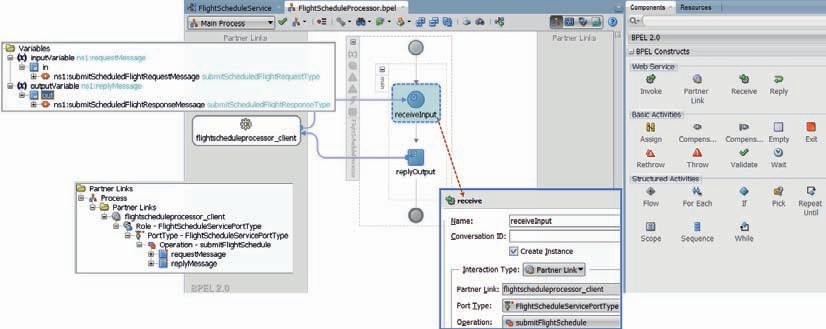 FlightScheduleService
FlightScheduleProcessor.bpel
Main Process
Partner Links
Partner Links
Variables
inputVariable ns1:requestMessage
in
ns1:submitScheduledFlightRequestMessage submitScheduledFlightRequestType
outputVariable ns1:replyMessage
out
ns1:submitScheduledFlightResponseMessage submitScheduledFlightResponseType
flightscheduleprocessor_client
main
FlightScheduleProcessor
receiveInput
replyOutput
Partner Links
Process
Partner Links
flightscheduleprocessor_client
Role - FlightScheduleServicePortType
PortType - FlightScheduleServicePortType
Operation - submitFlightSchedule
requestMessage
replyMessage
BPEL 2.0
receive
Name: receiveInput
Conversation ID:
Create Instance
Interaction Type: Partner Link
Partner Link: flightscheduleprocessor_client
Port Type: FlightScheduleServicePortType
Operation: submitFlightSchedule
Components
Resources
BPEL 2.0
BPEL Constructs
Web Service
Invoke Partner Link Receive Reply
Basic Activities
Assign Compens... Compens... Empty Exit
Rethrow Throw Validate Wait
Structured Activities
Flow For Each If Pick Repeat Until
Scope Sequence While